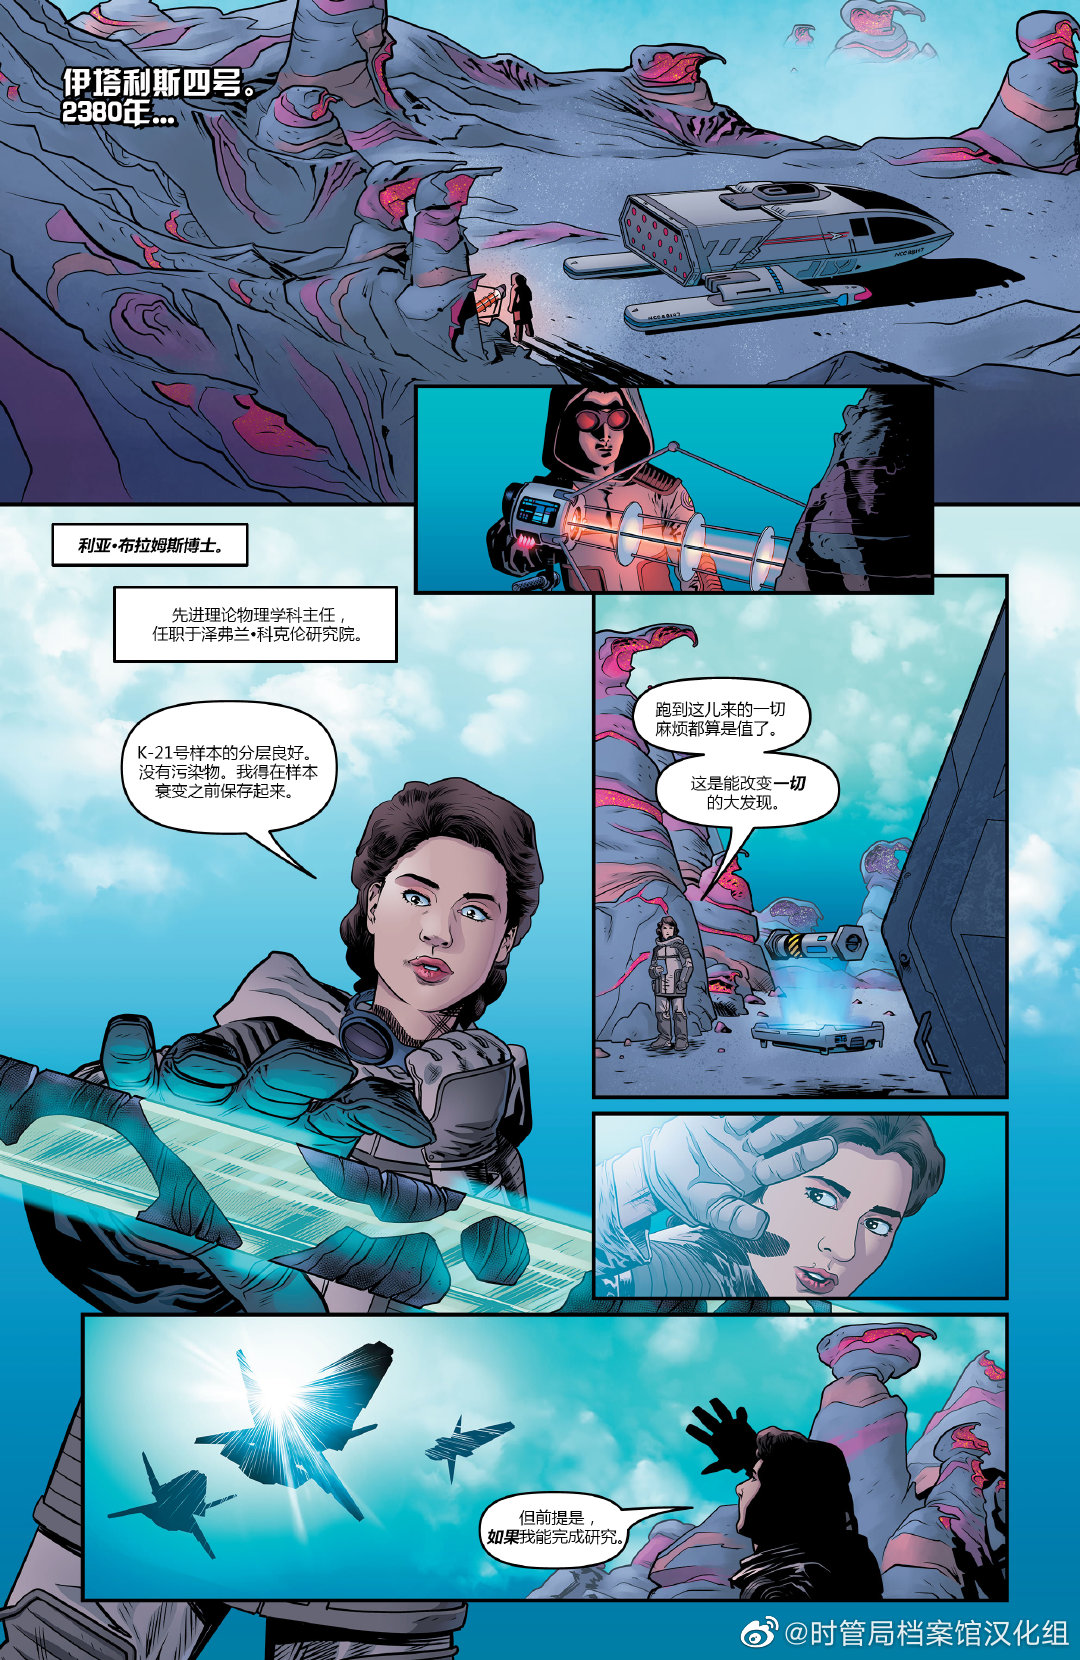 伊塔利斯四号。
2380年...
利亚·布拉姆斯博士。
先进理论物理学科主任，
任职于泽弗兰·科克伦研究院。
K-21号样本的分层良好。
没有污染物。我得在样本
衰变之前保存起来。
跑到这儿来的一切
麻烦都算是值了。
这是能改变一切
的大发现。
但前提是，
如果我能完成研究。
@时管局档案馆汉化组